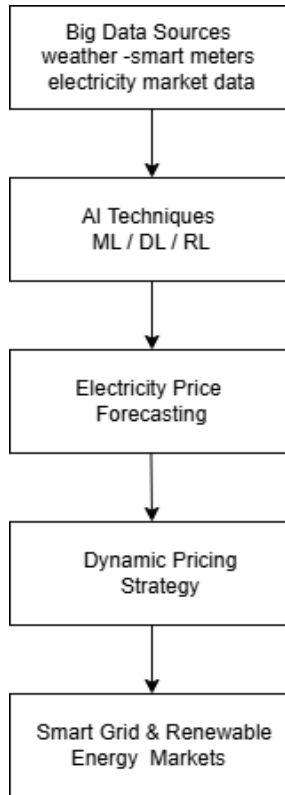 Big Data Sources
weather -smart meters
electricity market data
AI Techniques
ML / DL / RL
Electricity Price
Forecasting
Dynamic Pricing
Strategy
Smart Grid & Renewable
Energy Markets